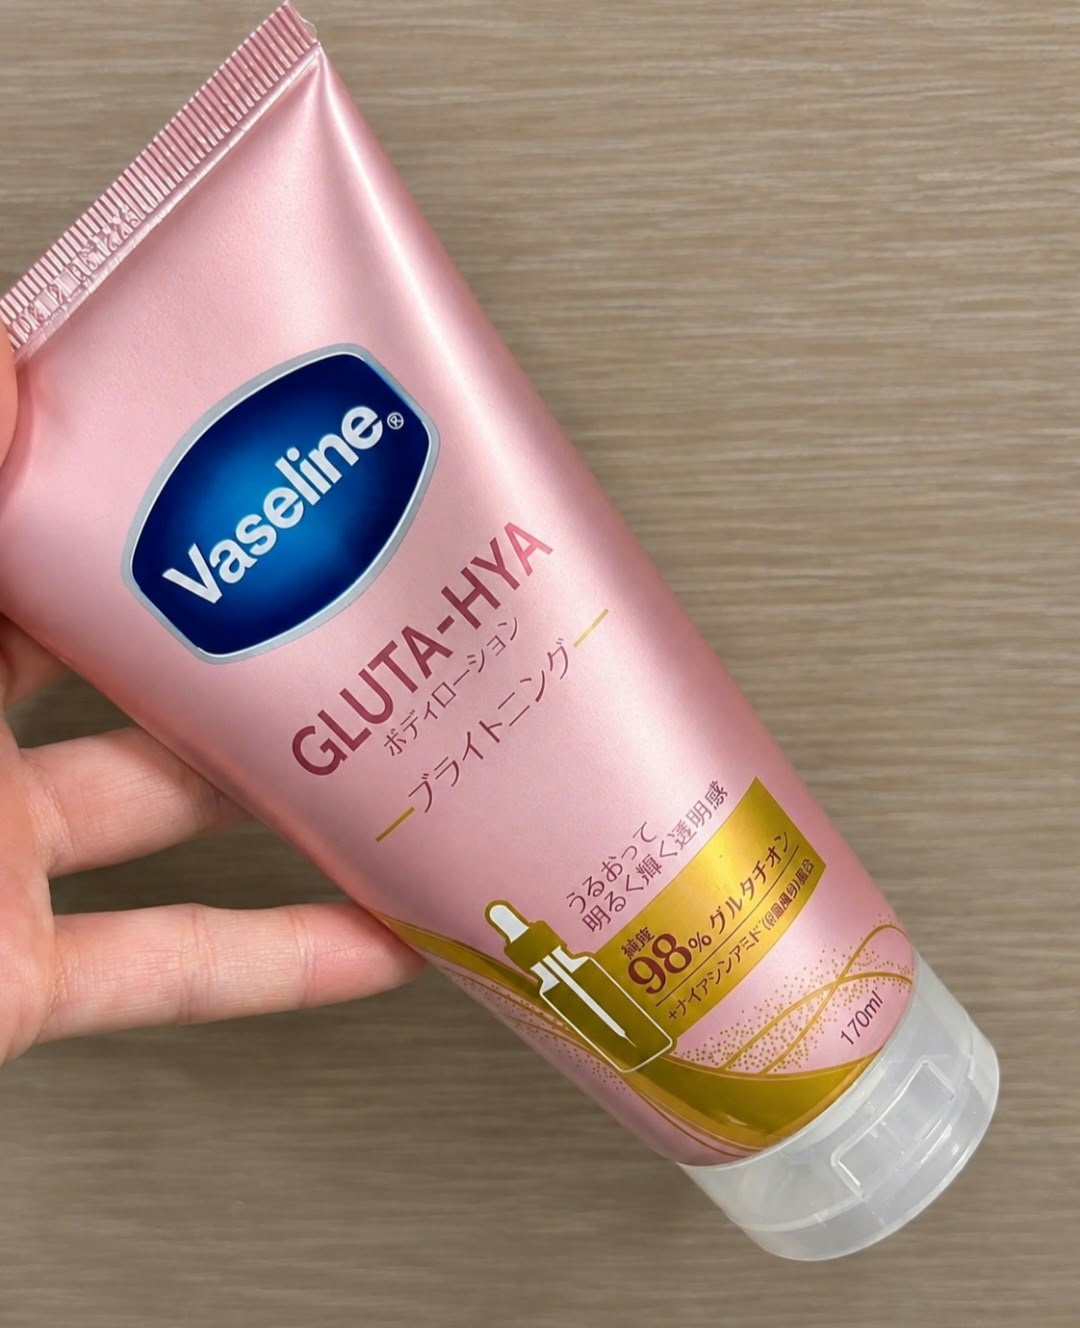 Vaseline®
GLUTA-HYA
ボディローション
ブライトニング
うるおって
明るく輝く透明感
純度
98%グルタチオン
+ナイアシンアミド
170ml